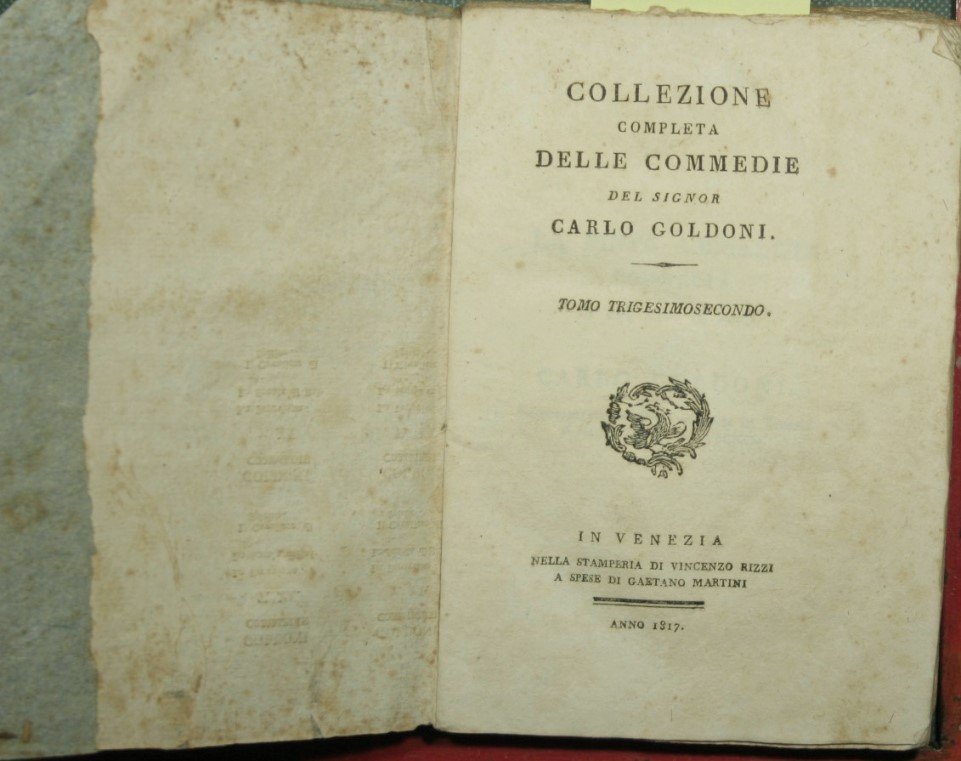 COLLEZIONE
COMPLETA
DELLE COMMEDIE
DEL SIGNOR
CARLO GOLDONI.
TOMO TRIGESIMOSECONDO.
IN VENEZIA
NELLA STAMPERIA DI VINCENZO RIZZI
A SPESE DI GAETANO MARTINI
ANNO 1817.